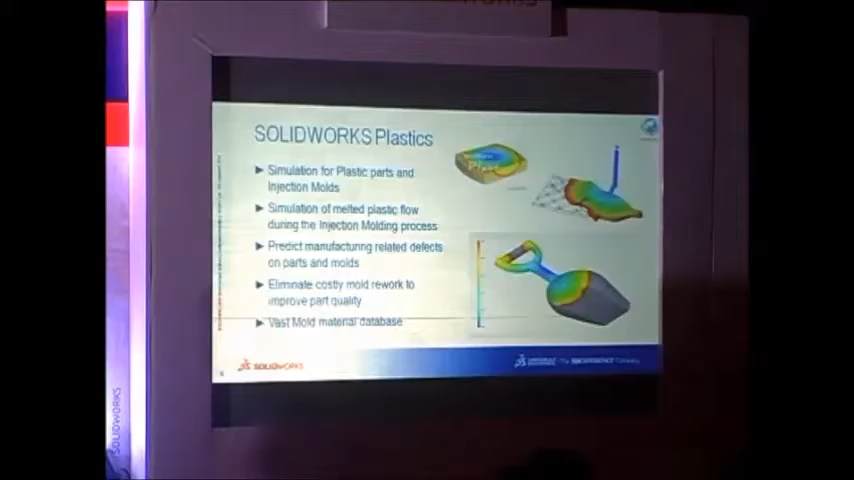 SOLIDWORKS Plastics
Simulation for Plastic parts and
Injection Molds
Simulation of melted plastic flow
during the Injection Molding process
Predict manufacturing related defects
on parts and molds
Eliminate costly mold rework to
improve part quality
Vast Mold material database
SOLIDWORKS
The 3DEXPERIENCE Company
SOLIDWORKS